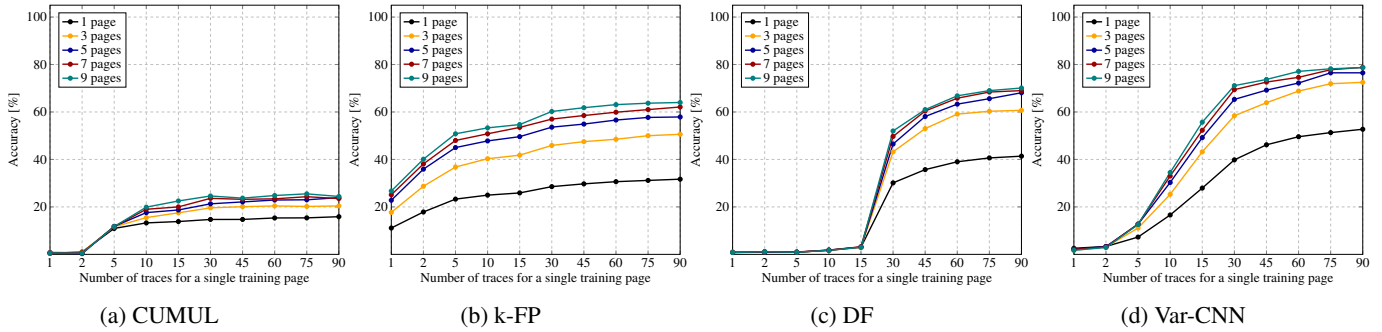 100
80
60
40
20
Accuracy [%]
1 page
3 pages
5 pages
7 pages
9 pages
1 2 5 10 15 30 45 60 75 90
Number of traces for a single training page
(a) CUMUL
100
80
60
40
20
Accuracy [%]
1 page
3 pages
5 pages
7 pages
9 pages
1 2 5 10 15 30 45 60 75 90
Number of traces for a single training page
(b) k-FP
100
80
60
40
20
Accuracy [%]
1 page
3 pages
5 pages
7 pages
9 pages
1 2 5 10 15 30 45 60 75 90
Number of traces for a single training page
(c) DF
100
80
60
40
20
Accuracy [%]
1 page
3 pages
5 pages
7 pages
9 pages
1 2 5 10 15 30 45 60 75 90
Number of traces for a single training page
(d) Var-CNN